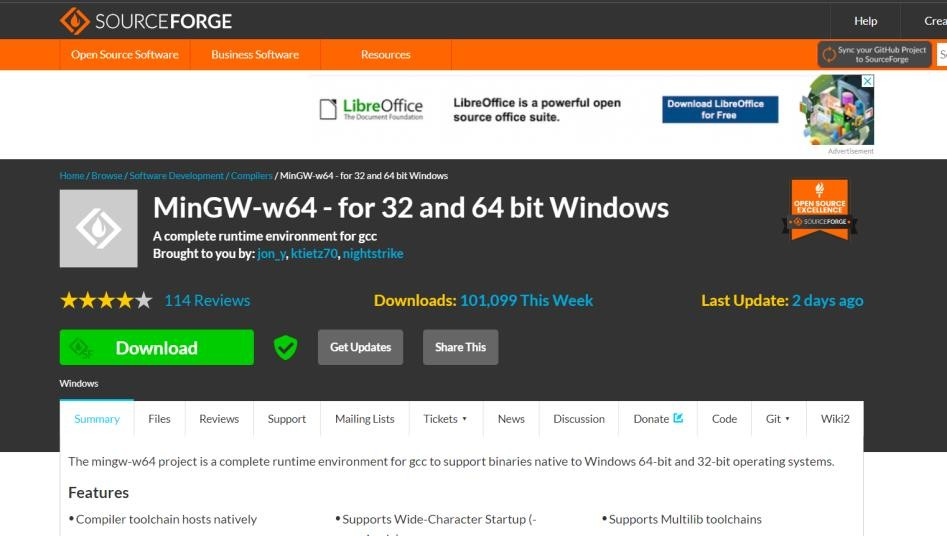 SOURCEFORGE
Help
Crea
Open Source Software
Business Software
Resources
Sync your GitHub Project
to SourceForge
LibreOffice
The Document Foundation
LibreOffice is a powerful open
source office suite.
Download LibreOffice
for Free
Advertisement
Home / Browse / Software Development / Compilers / MinGW-w64 - for 32 and 64 bit Windows
MinGW-w64 - for 32 and 64 bit Windows
A complete runtime environment for gcc
Brought to you by: jon_y, ktietz70, nightstrike
OPEN SOURCE
EXCELLENCE
SOURCEFORGE
114 Reviews
Downloads: 101,099 This Week
Last Update: 2 days ago
SF
Download
Get Updates
Share This
Windows
Summary
Files
Reviews
Support
Mailing Lists
Tickets
News
Discussion
Donate
Code
Git
Wiki2
The mingw-w64 project is a complete runtime environment for gcc to support binaries native to Windows 64-bit and 32-bit operating systems.
Features
• Compiler toolchain hosts natively
• Supports Wide-Character Startup (-
• Supports Multilib toolchains